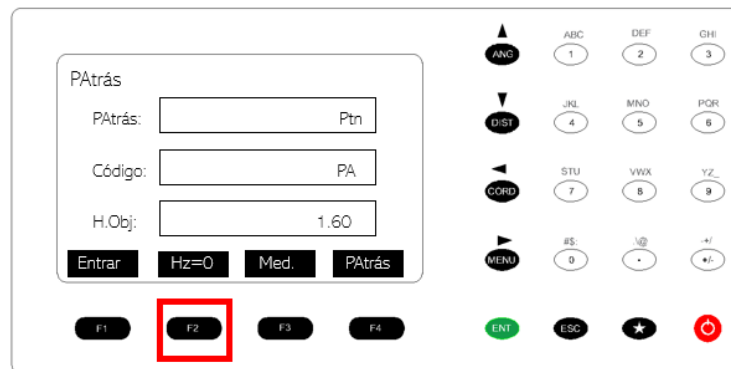 PAtrás
PAtrás: Ptn
Código: PA
H.Obj: 1.60
Entrar Hz=0 Med. PAtrás
F1 F2 F3 F4
ANG ABC 1 DEF 2 GHI 3
DIST JKL 4 MNO 5 PQR 6
CORD STU 7 VWX 8 YZ_ 9
MENU #$: 0 .\@ . -+/ +/-
ENT ESC